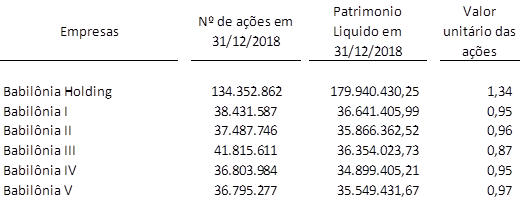 Empresas Nº de ações em 31/12/2018 Patrimonio Liquido em 31/12/2018 Valor unitário das ações
Babilônia Holding 134.352.862 179.940.430,25 1,34
Babilônia I 38.431.587 36.641.405,99 0,95
Babilônia II 37.487.746 35.866.362,52 0,96
Babilônia III 41.815.611 36.354.023,73 0,87
Babilônia IV 36.803.984 34.899.405,21 0,95
Babilônia V 36.795.277 35.549.431,67 0,97